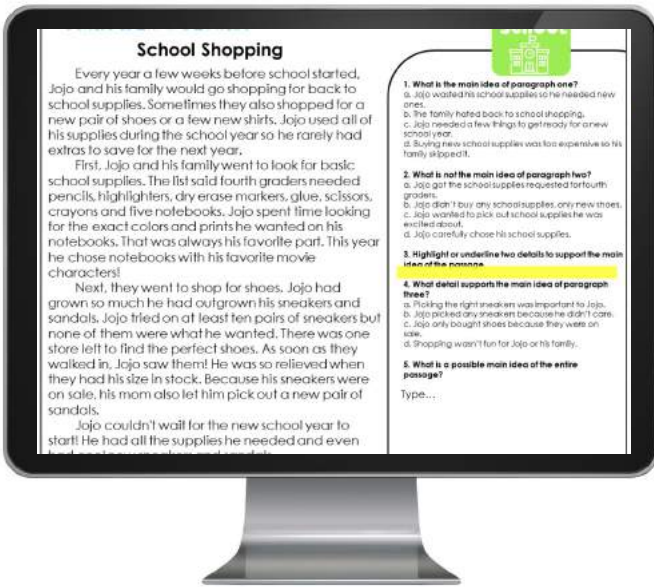 SCHOOL
School Shopping
Every year a few weeks before school started,
Jojo and his family would go shopping for back to
school supplies. Sometimes they also shopped for a
new pair of shoes or a few new shirts. Jojo used all of
his supplies during the school year so he rarely had
extras to save for the next year.
First, Jojo and his family went to look for basic
school supplies. The list said fourth graders needed
pencils, highlighters, dry erase markers, glue, scissors,
crayons and five notebooks. Jojo spent time looking
for the exact colors and prints he wanted on his
notebooks. That was always his favorite part. This year
he chose notebooks with his favorite movie
characters!
Next, they went to shop for shoes. Jojo had
grown so much he had outgrown his sneakers and
sandals. Jojo tried on at least ten pairs of sneakers but
none of them were what he wanted. There was one
store left to find the perfect shoes. As soon as they
walked in, Jojo saw them! He was so relieved when
they had his size in stock. Because his sneakers were
on sale, his mom also let him pick out a new pair of
sandals.
Jojo couldn't wait for the new school year to
start! He had all the supplies he needed and even
1. What is the main idea of paragraph one?
a. Jojo wasted his school supplies so he needed new
ones.
b. The family hated back to school shopping.
c. Jojo needed a few things to get ready for a new
school year.
d. Buying new school supplies was too expensive so his
family skipped it.
2. What is not the main idea of paragraph two?
a. Jojo got the school supplies requested for fourth
graders.
b. Jojo didn't buy any school supplies, only new shoes.
c. Jojo wanted to pick out school supplies he was
excited about.
d. Jojo carefully chose his school supplies.
3. Highlight or underline two details to support the main
idea of the passage.
4. What detail supports the main idea of paragraph
three?
a. Picking the right sneakers was important to Jojo.
b. Jojo picked any sneakers because he didn't care.
c. Jojo only bought shoes because they were on
sale.
d. Shopping wasn't fun for Jojo or his family.
5. What is a possible main idea of the entire
passage?
Type...